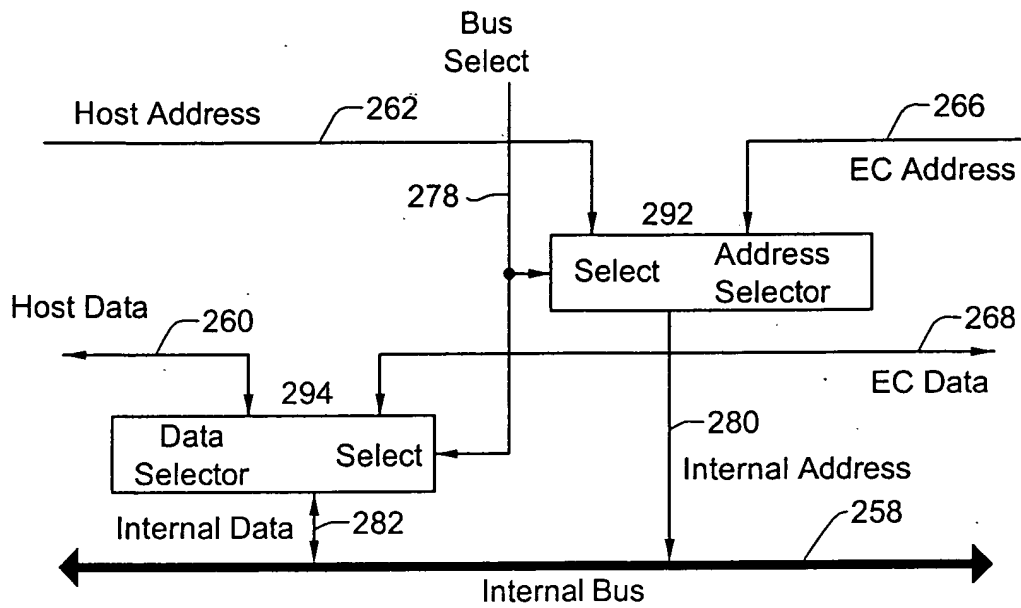 Bus
Select
Host Address
262
266
EC Address
278
292
Select
Address
Selector
Host Data
260
268
EC Data
294
Data
Selector
Select
280
Internal Address
Internal Data
282
258
Internal Bus